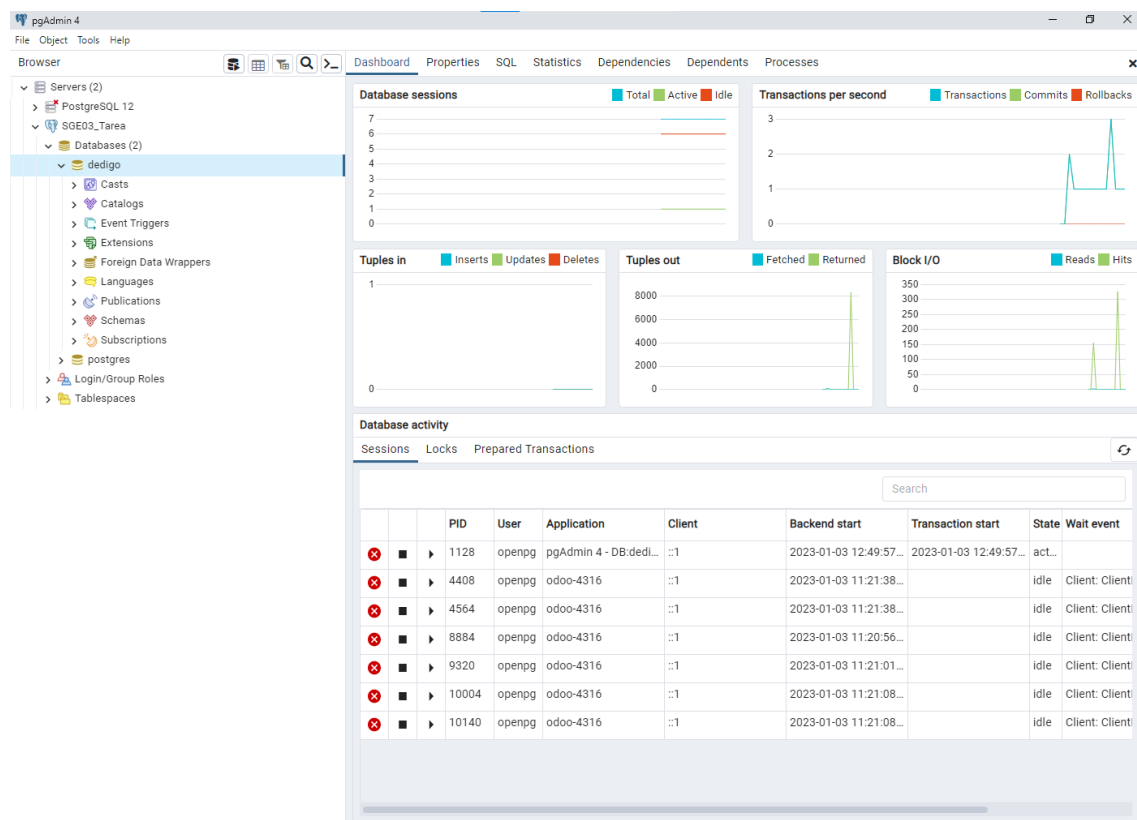 pgAdmin 4
File Object Tools Help
Browser
Dashboard Properties SQL Statistics Dependencies Dependents Processes
Servers (2)
PostgreSQL 12
SGE03_Tarea
Databases (2)
dedigo
Casts
Catalogs
Event Triggers
Extensions
Foreign Data Wrappers
Languages
Publications
Schemas
Subscriptions
postgres
Login/Group Roles
Tablespaces
Database sessions Total Active Idle
7
6
5
4
3
2
1
0
Transactions per second Transactions Commits Rollbacks
3
2
1
0
Tuples in Inserts Updates Deletes
1
0
Tuples out Fetched Returned
8000
6000
4000
2000
0
Block I/O Reads Hits
350
300
250
200
150
100
50
0
Database activity
Sessions Locks Prepared Transactions
Search
PID User Application Client Backend start Transaction start State Wait event
1128 openpg pgAdmin 4 - DB:dedi... ::1 2023-01-03 12:49:57... 2023-01-03 12:49:57... act...
4408 openpg odoo-4316 ::1 2023-01-03 11:21:38... idle Client: Client
4564 openpg odoo-4316 ::1 2023-01-03 11:21:38... idle Client: Client
8884 openpg odoo-4316 ::1 2023-01-03 11:20:56... idle Client: Client
9320 openpg odoo-4316 ::1 2023-01-03 11:21:01... idle Client: Client
10004 openpg odoo-4316 ::1 2023-01-03 11:21:08... idle Client: Client
10140 openpg odoo-4316 ::1 2023-01-03 11:21:08... idle Client: Client